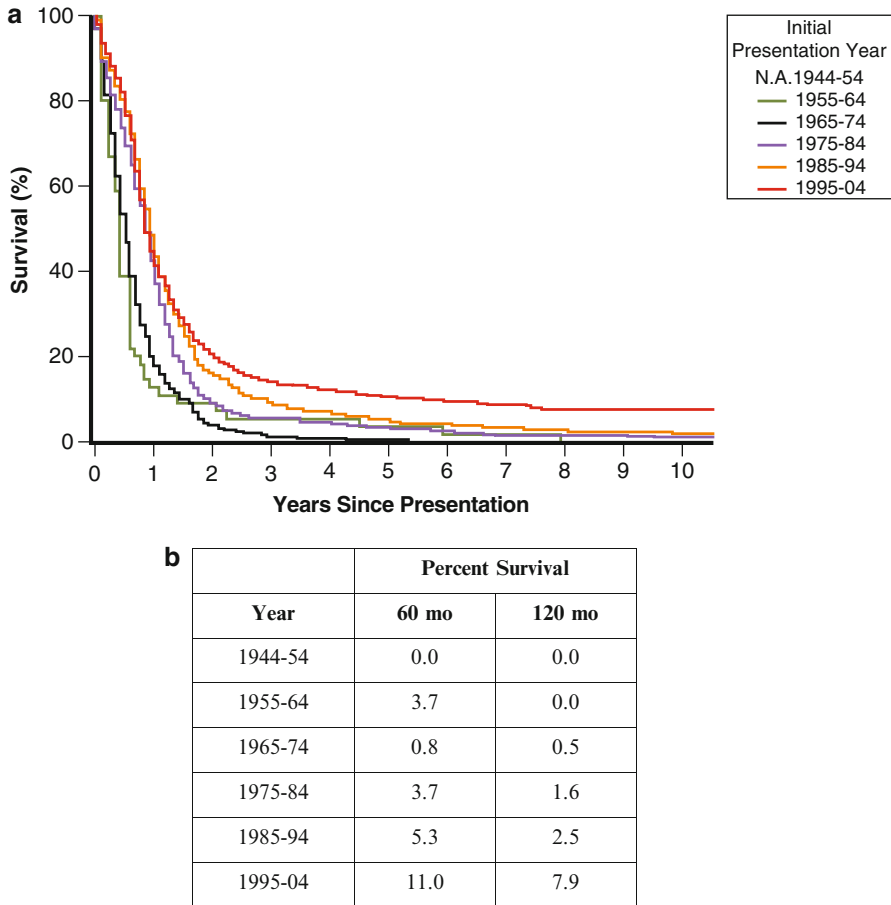 a
100
80
60
40
20
0
Survival (%)
0 1 2 3 4 5 6 7 8 9 10
Years Since Presentation
Initial
Presentation Year
N.A.1944-54
1955-64
1965-74
1975-84
1985-94
1995-04
b
Percent Survival
Year 60 mo 120 mo
1944-54 0.0 0.0
1955-64 3.7 0.0
1965-74 0.8 0.5
1975-84 3.7 1.6
1985-94 5.3 2.5
1995-04 11.0 7.9